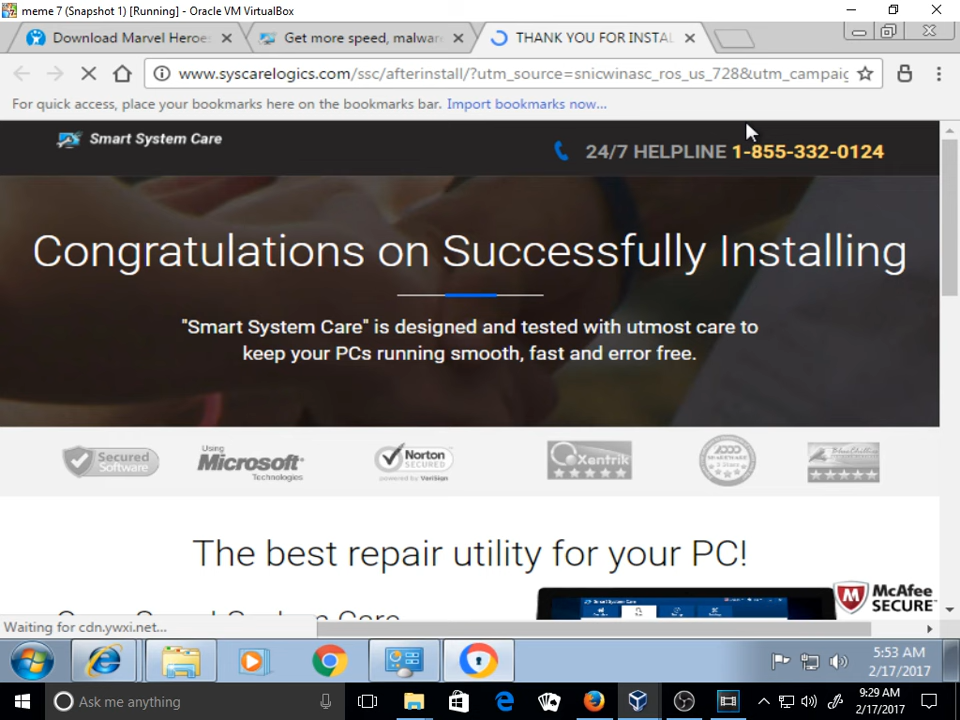 meme 7 (Snapshot 1) [Running] - Oracle VM VirtualBox
Download Marvel Heroe
Get more speed, malwar
THANK YOU FOR INSTAL
www.syscarelogics.com/ssc/afterinstall/?utm_source=snicwinasc_ros_us_728&utm_campaig
For quick access, place your bookmarks here on the bookmarks bar. Import bookmarks now...
Smart System Care
24/7 HELPLINE 1-855-332-0124
Congratulations on Successfully Installing
"Smart System Care" is designed and tested with utmost care to
keep your PCs running smooth, fast and error free.
Secured
Software
Using
Microsoft
Technologies
Norton
SECURED
powered by VeriSign
Xentrik
The best repair utility for your PC!
McAfee
SECURE
Smart System Care
Waiting for cdn.ywxi.net...
5:53 AM
2/17/2017
Ask me anything
9:29 AM
2/17/2017